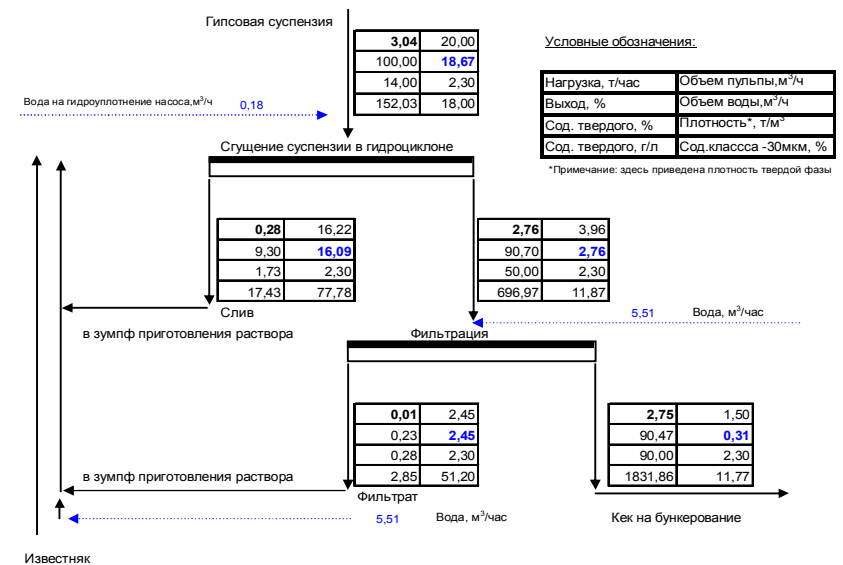 Гипсовая суспензия
3,04 20,00
100,00 18,67
14,00 2,30
152,03 18,00
Условные обозначения:
Нагрузка, т/час Объем пульпы,м³/ч
Выход, % Объем воды,м³/ч
Сод. твердого, % Плотность*, т/м³
Сод. твердого, г/л Сод.классса -30мкм, %
*Примечание: здесь приведена плотность твердой фазы
Вода на гидроуплотнение насоса,м³/ч 0,18
Сгущение суспензии в гидроциклоне
0,28 16,22
9,30 16,09
1,73 2,30
17,43 77,78
2,76 3,96
90,70 2,76
50,00 2,30
696,97 11,87
Слив
5,51 Вода, м³/час
в зумпф приготовления раствора
Фильтрация
0,01 2,45
0,23 2,45
0,28 2,30
2,85 51,20
2,75 1,50
90,47 0,31
90,00 2,30
1831,86 11,77
в зумпф приготовления раствора
Фильтрат
5,51 Вода, м³/час
Кек на бункерование
Известняк